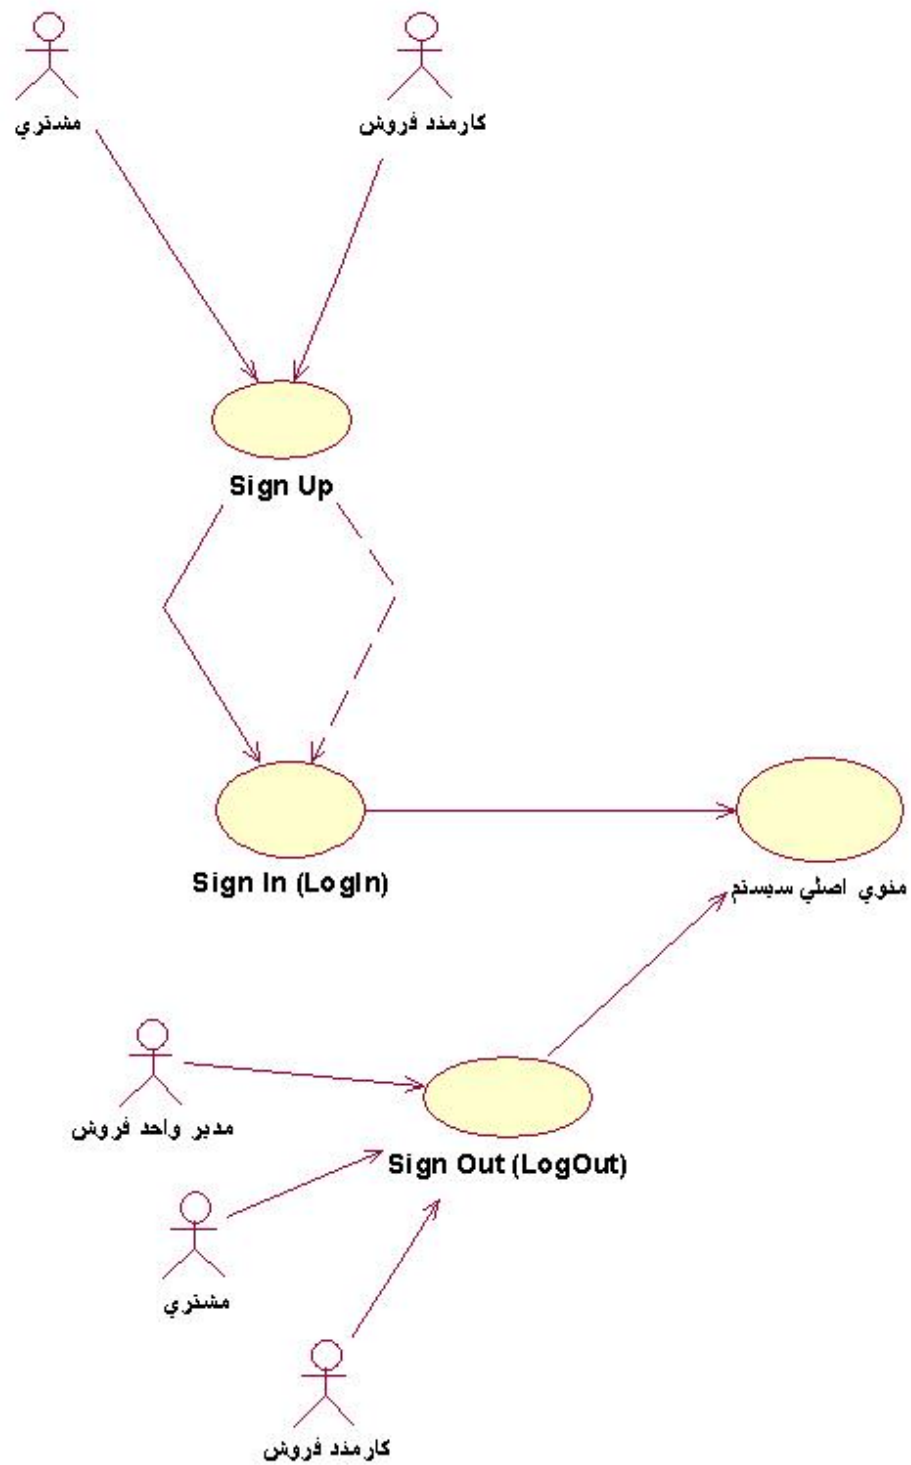 مشتري
كارمند فروش
Sign Up
Sign In (LogIn)
منوي اصلي سيستم
مدير واحد فروش
Sign Out (LogOut)
مشتري
كارمند فروش